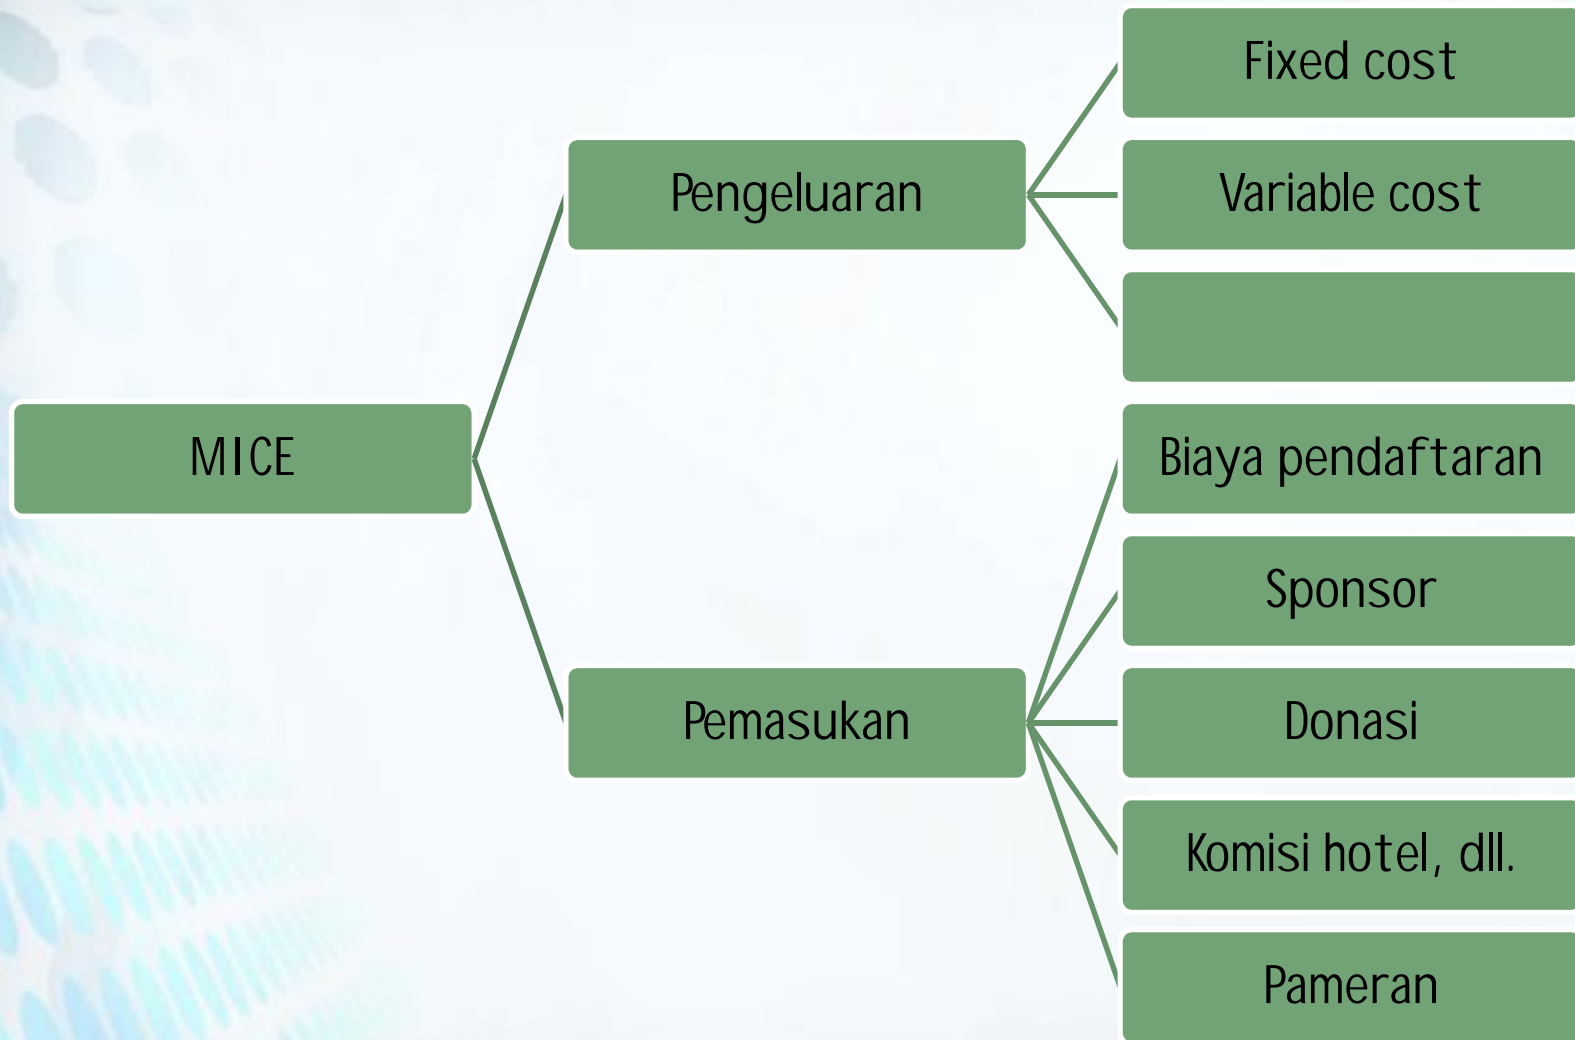 MICE
Pengeluaran
Fixed cost
Variable cost
Pemasukan
Biaya pendaftaran
Sponsor
Donasi
Komisi hotel, dll.
Pameran